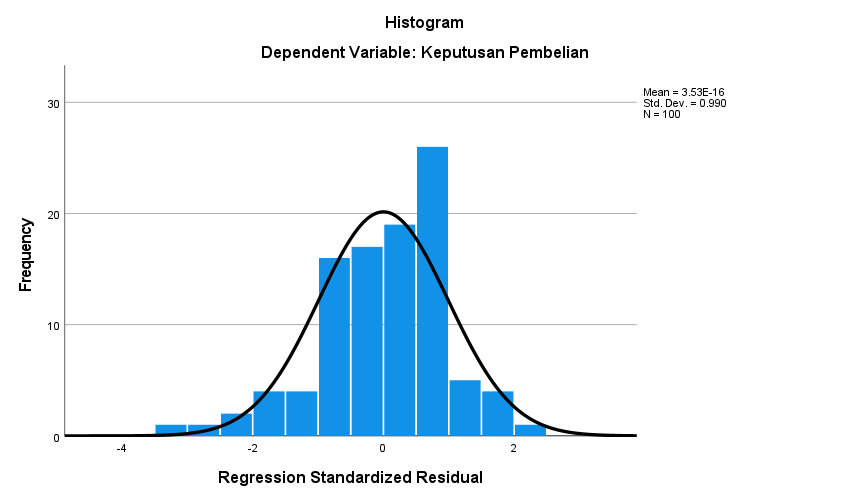 Histogram
Dependent Variable: Keputusan Pembelian
Mean = 3.53E-16
Std. Dev. = 0.990
N = 100
Frequency
30
20
10
0
-4
-2
0
2
Regression Standardized Residual